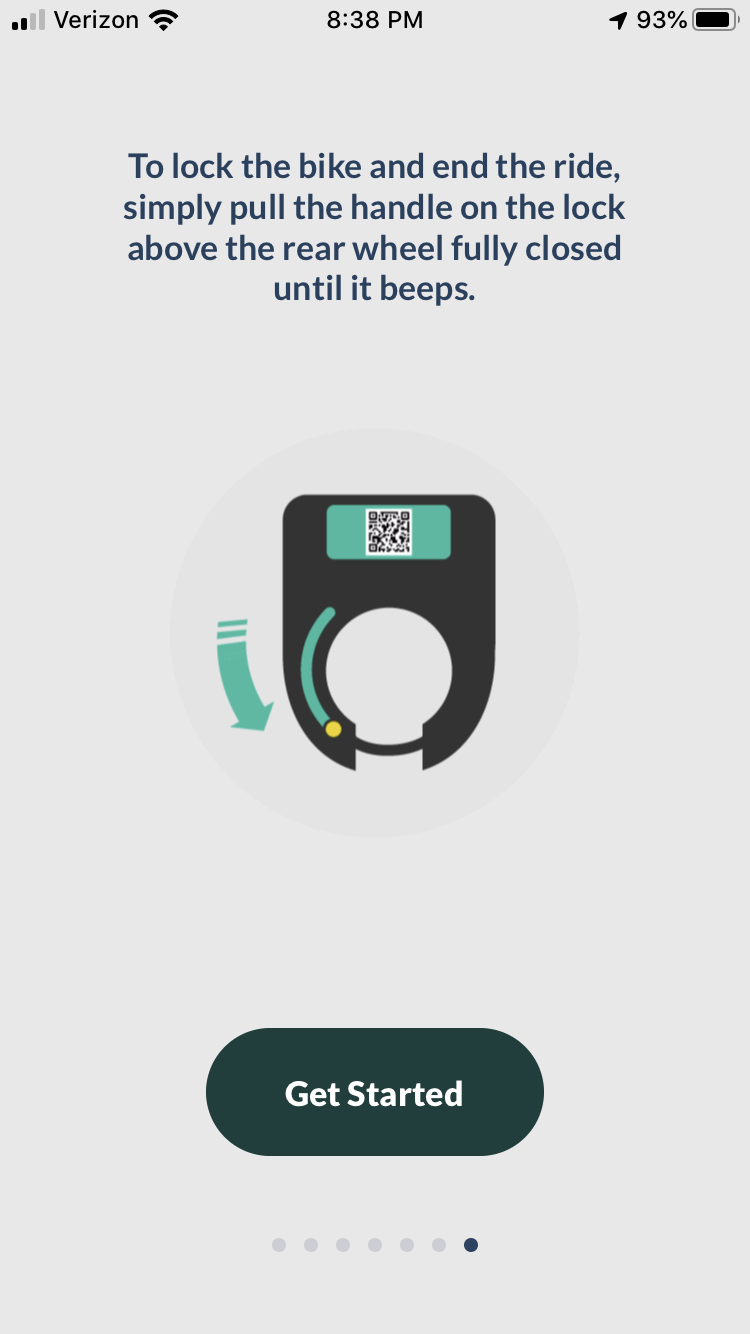 Verizon 8:38 PM 93%
To lock the bike and end the ride,
simply pull the handle on the lock
above the rear wheel fully closed
until it beeps.
Get Started